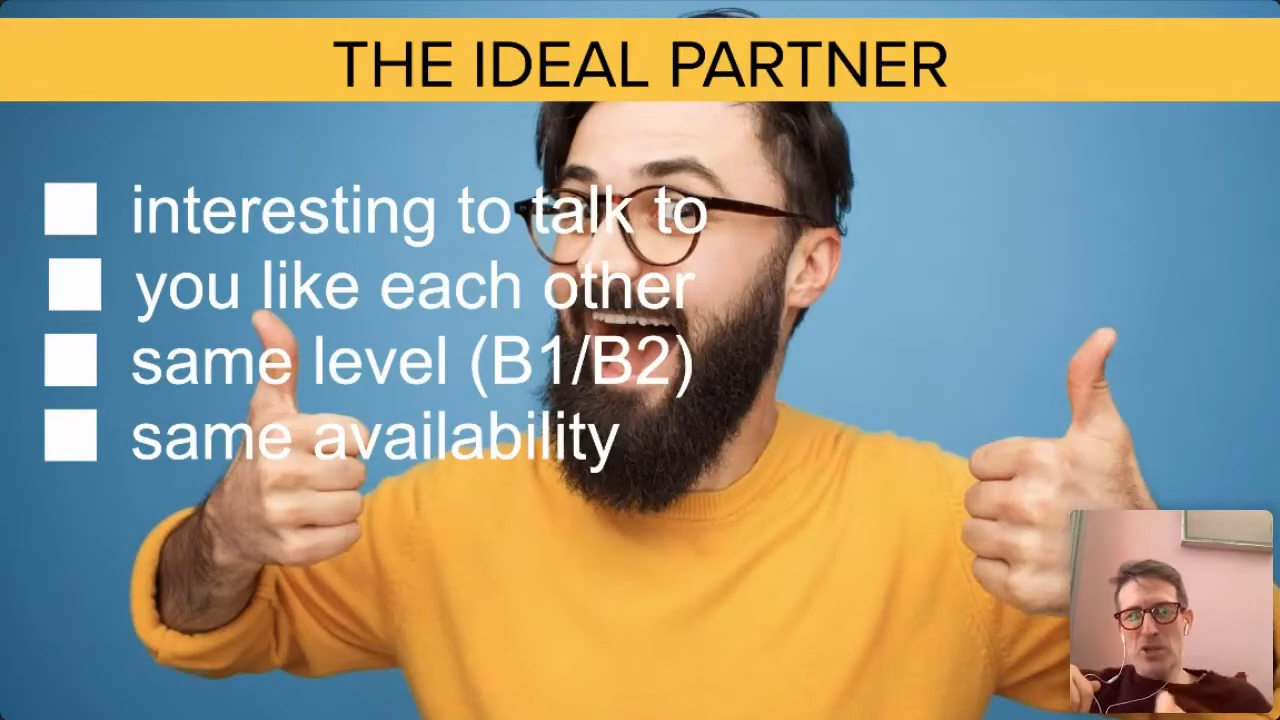 THE IDEAL PARTNER
interesting to talk to
you like each other
same level (B1/B2)
same availability